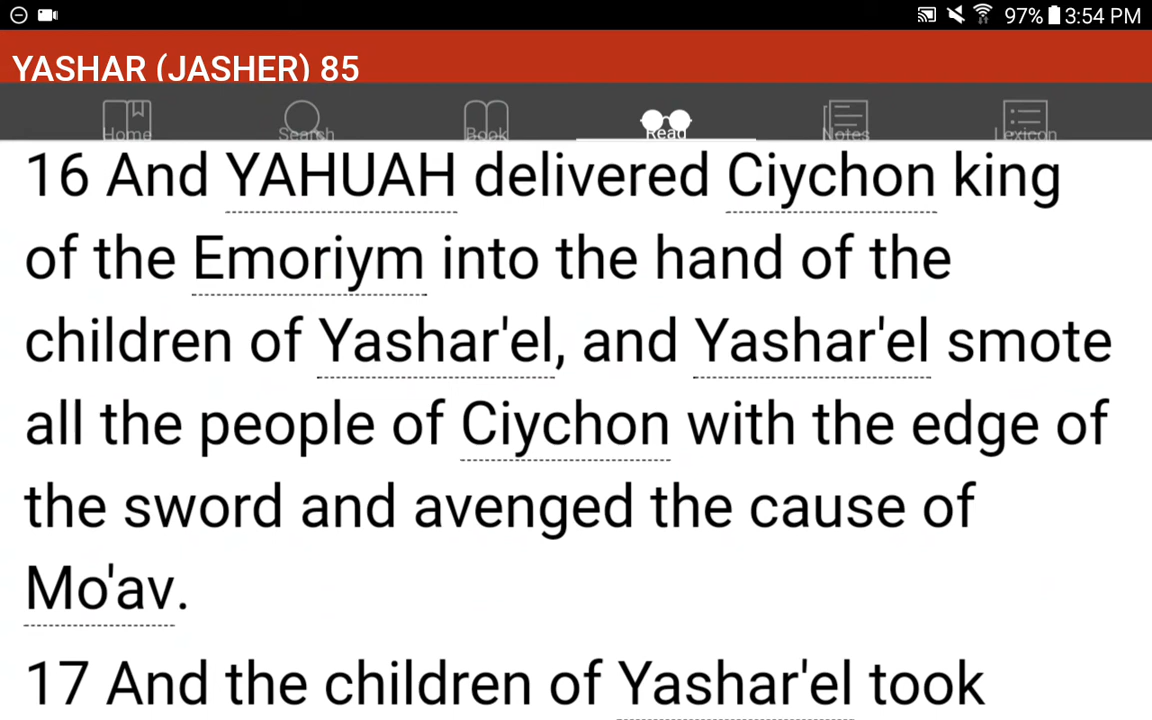 97% 3:54 PM
YASHAR (JASHER) 85
Home Search Book Read Notes Lexicon
16 And YAHUAH delivered Ciychon king
of the Emoriym into the hand of the
children of Yashar'el, and Yashar'el smote
all the people of Ciychon with the edge of
the sword and avenged the cause of
Mo'av.
17 And the children of Yashar'el took